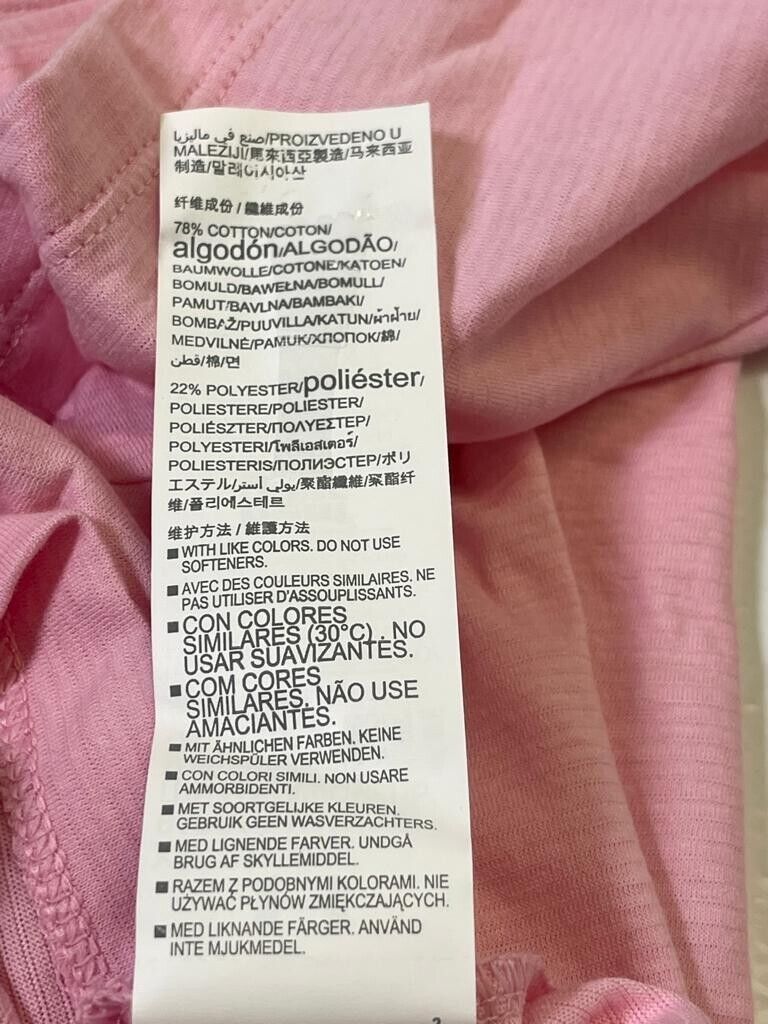 صنع في ماليزيا/PROIZVEDENO U
MALEZIJI/馬來西亞製造/马来西亚
制造/말레이시아산
纤维成份 / 纖維成份
78% COTTON/COTON/
algodón/ALGODÃO/
BAUMWOLLE/COTONE/KATOEN/
BOMULD/BAWEŁNA/BOMULL/
PAMUT/BAVLNA/BAMBAKI/
BOMBAŽ/PUUVILLA/KATUN/ผ้าฝ้าย/
MEDVILNĖ/PAMUK/ХЛОПОК/綿/
قطن/棉/면
22% POLYESTER/poliéster/
POLIESTERE/POLIESTER/
POLIÉSZTER/ΠΟΛΥΕΣΤΕΡ/
POLYESTERI/โพลีเอสเตอร์/
POLIESTERIS/ПОЛИЭСТЕР/ポリ
エステル/بولي أستر/聚酯纖維/聚酯纤
维/폴리에스테르
维护方法 / 維護方法
■ WITH LIKE COLORS. DO NOT USE
SOFTENERS.
■ AVEC DES COULEURS SIMILAIRES. NE
PAS UTILISER D'ASSOUPLISSANTS.
■ CON COLORES
SIMILARES (30°C) . NO
USAR SUAVIZANTES.
■ COM CORES
SIMILARES. NÃO USE
AMACIANTES.
■ MIT ÄHNLICHEN FARBEN. KEINE
WEICHSPÜLER VERWENDEN.
■ CON COLORI SIMILI. NON USARE
AMMORBIDENTI.
■ MET SOORTGELIJKE KLEUREN.
GEBRUIK GEEN WASVERZACHTERS.
■ MED LIGNENDE FARVER. UNDGÅ
BRUG AF SKYLLEMIDDEL.
■ RAZEM Z PODOBNYMI KOLORAMI. NIE
UŻYWAĆ PŁYNÓW ZMIĘKCZAJĄCYCH.
■ MED LIKNANDE FÄRGER. ANVÄND
INTE MJUKMEDEL.